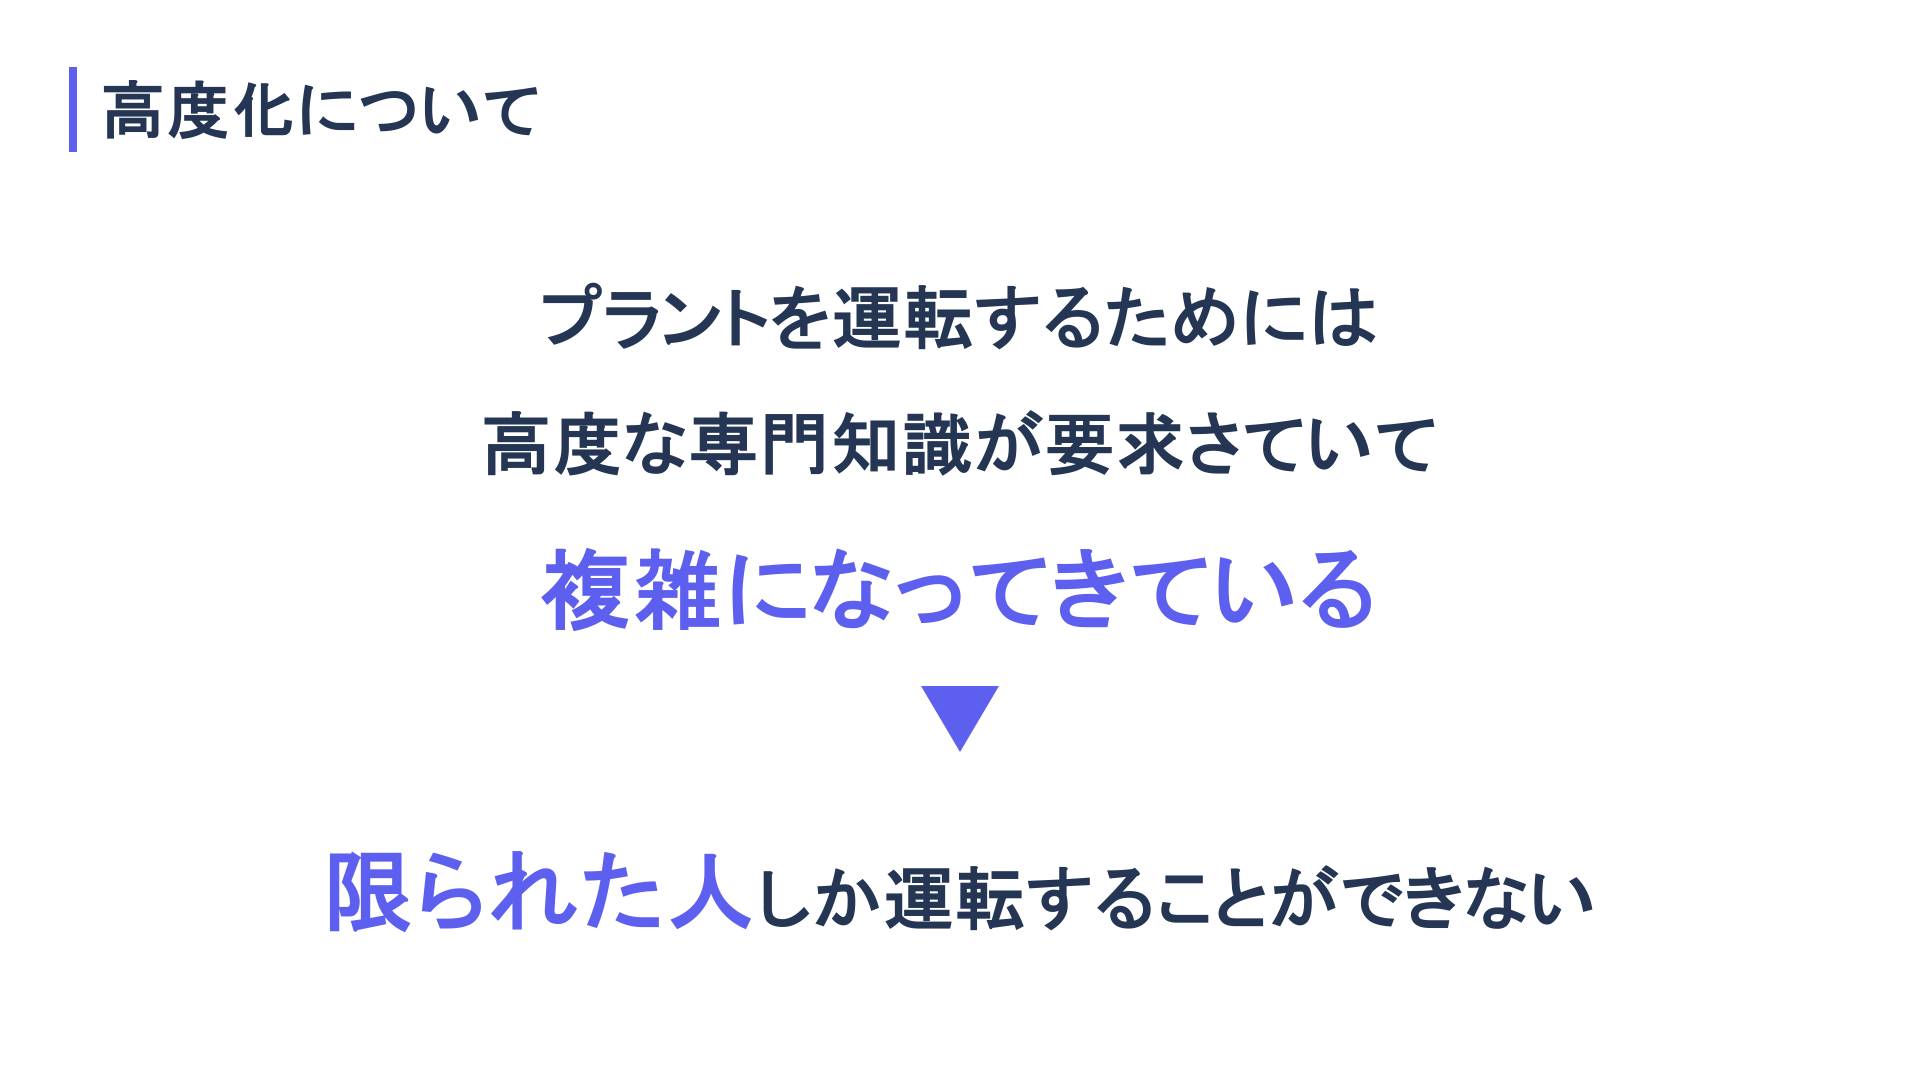 高度化について
プラントを運転するためには
高度な専門知識が要求さていて
複雑になってきている
限られた人しか運転することができない